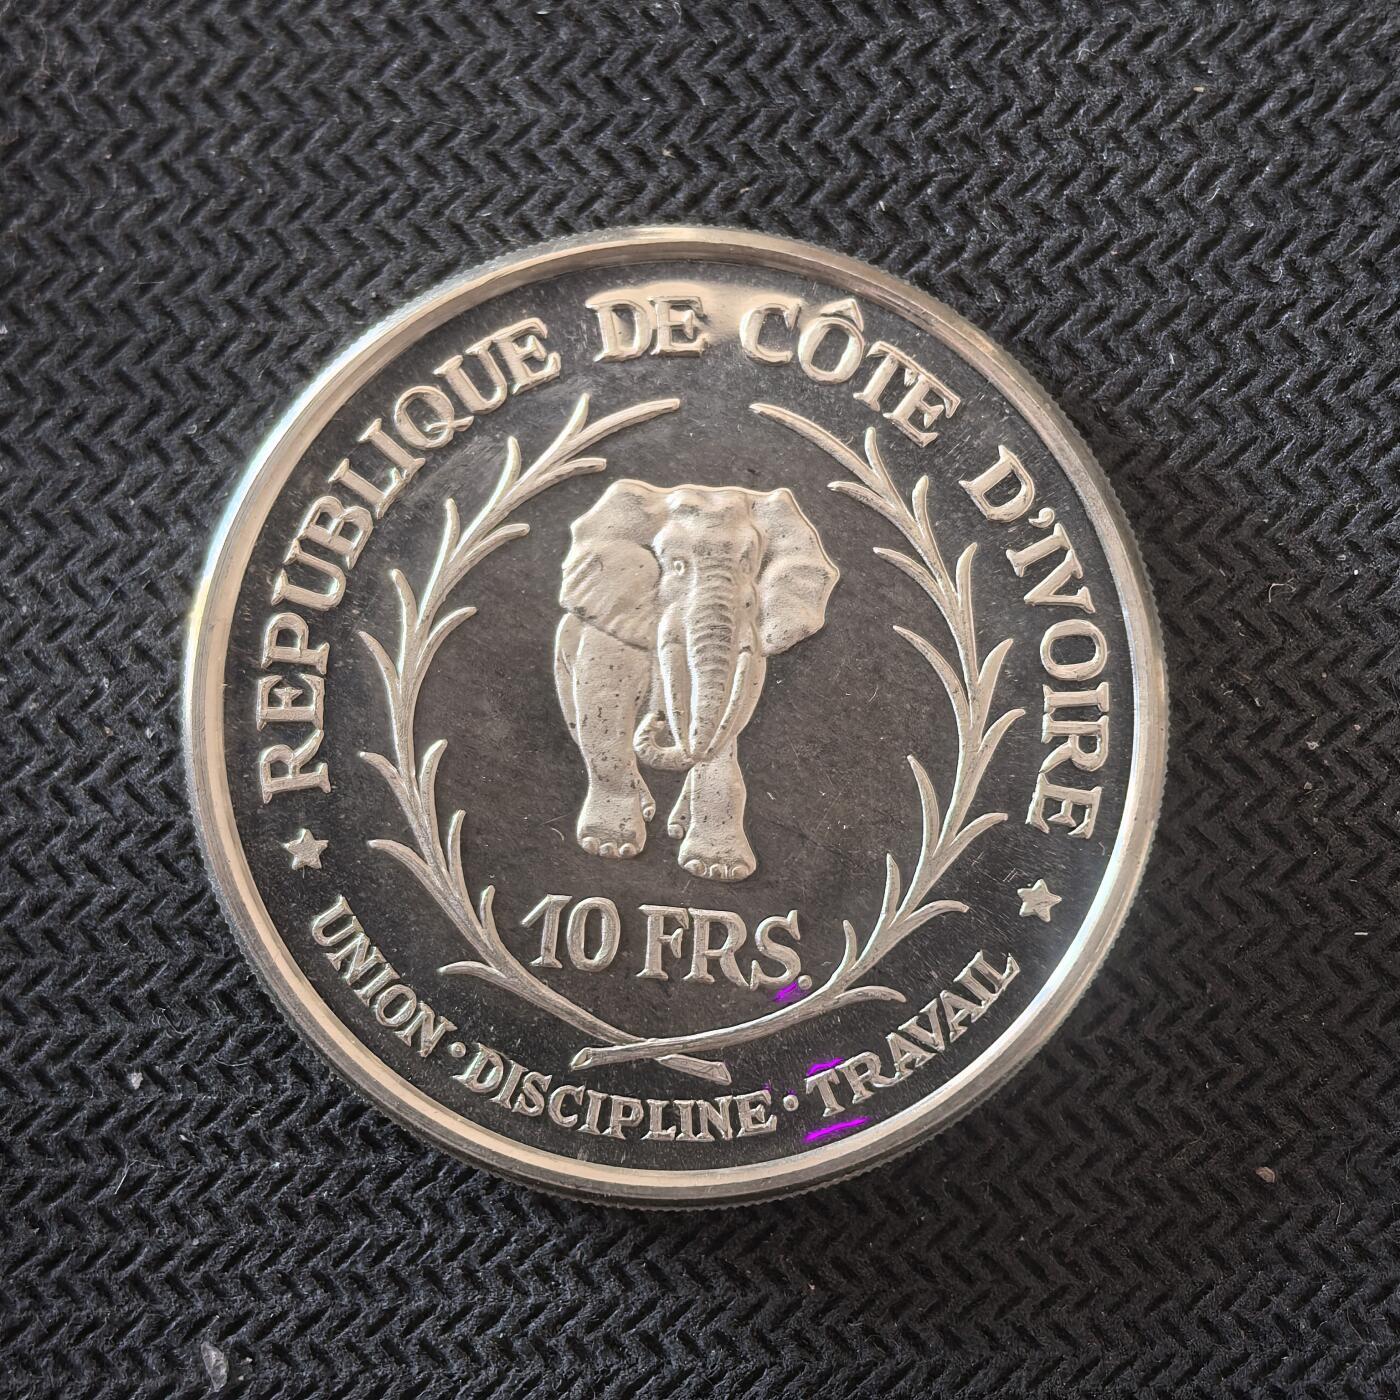 REPUBLIQUE DE CÔTE D'IVOIRE
10 FRS.
UNION · DISCIPLINE · TRAVAIL